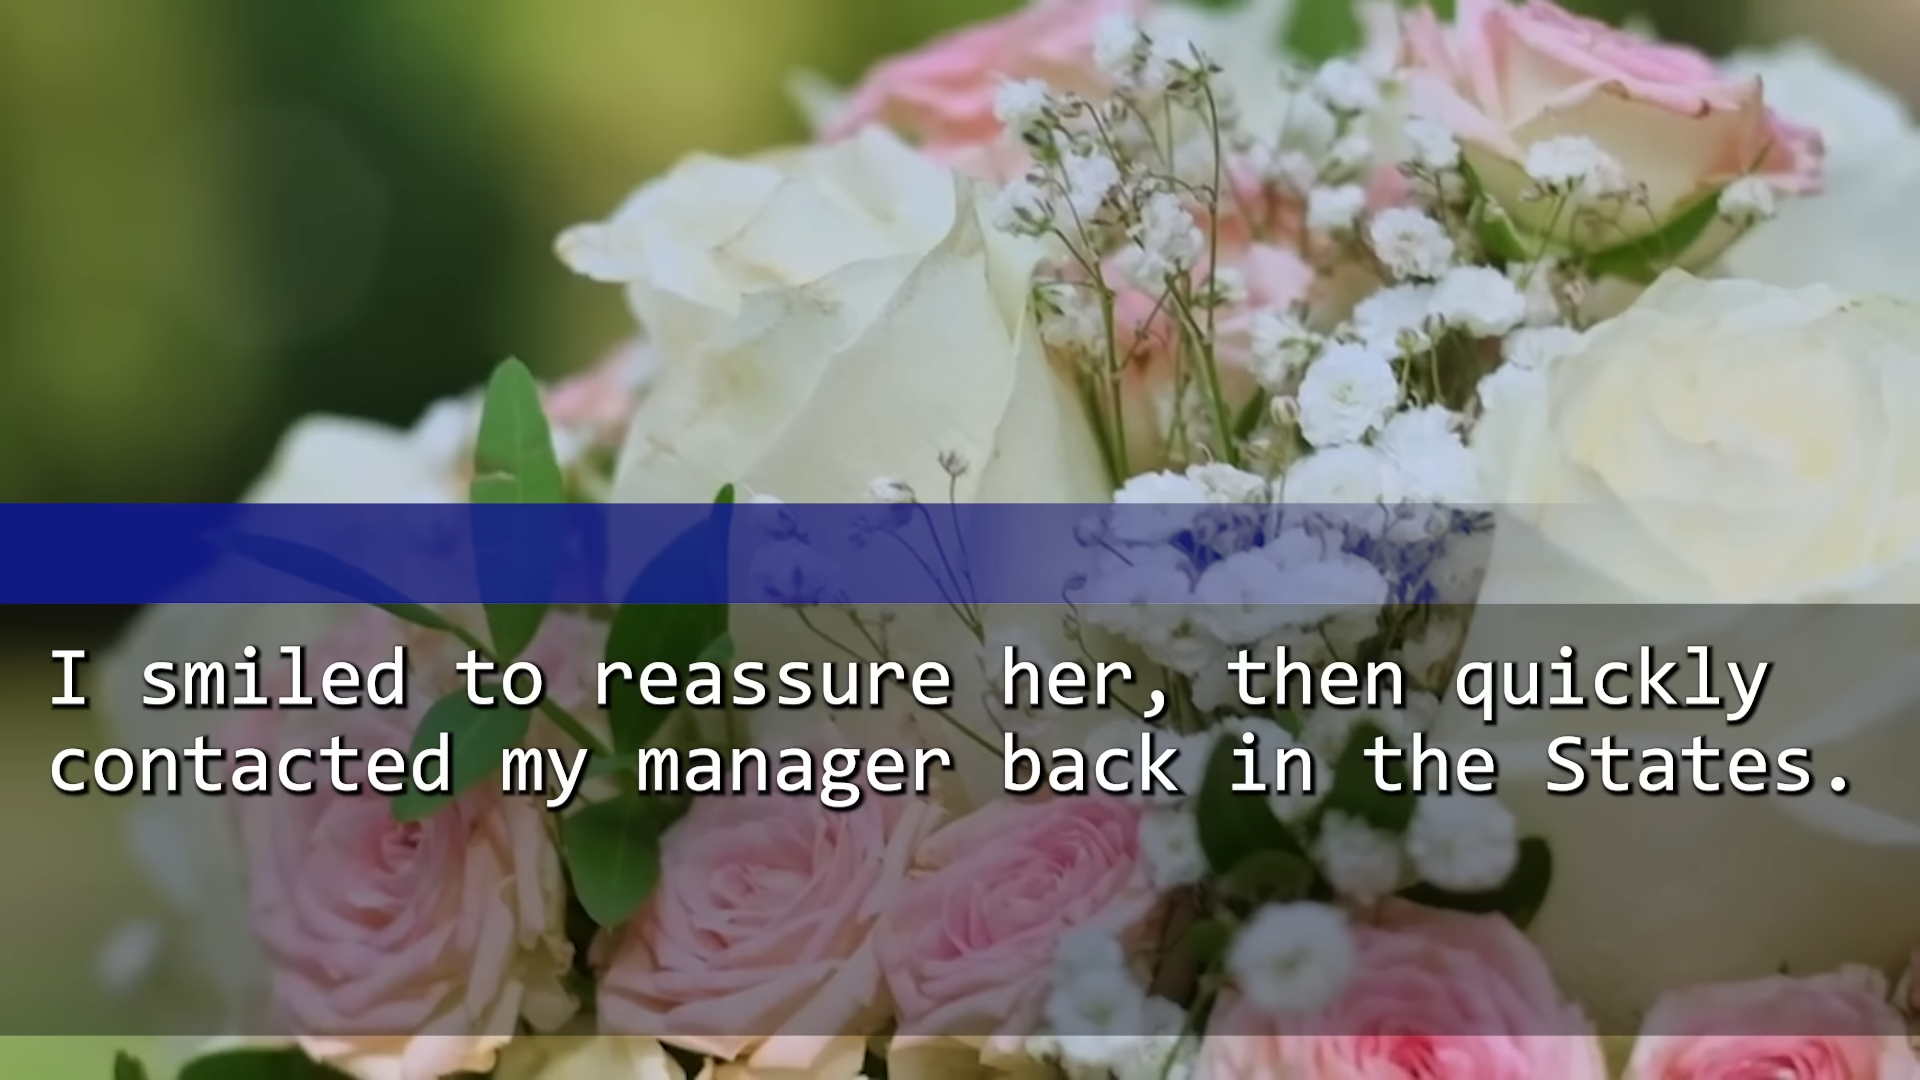 I smiled to reassure her, then quickly
contacted my manager back in the States.